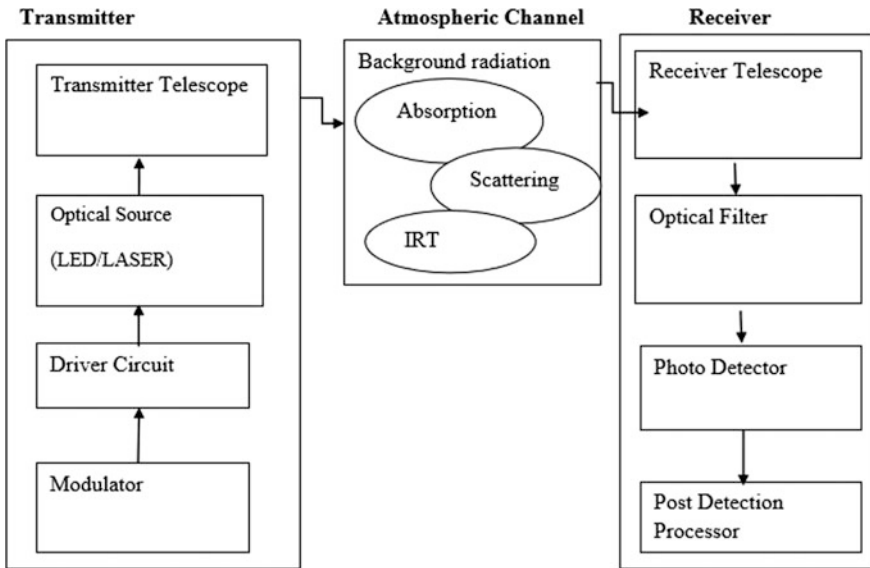 Transmitter
Transmitter Telescope
Optical Source
(LED/LASER)
Driver Circuit
Modulator
Atmospheric Channel
Background radiation
Absorption
Scattering
IRT
Receiver
Receiver Telescope
Optical Filter
Photo Detector
Post Detection
Processor